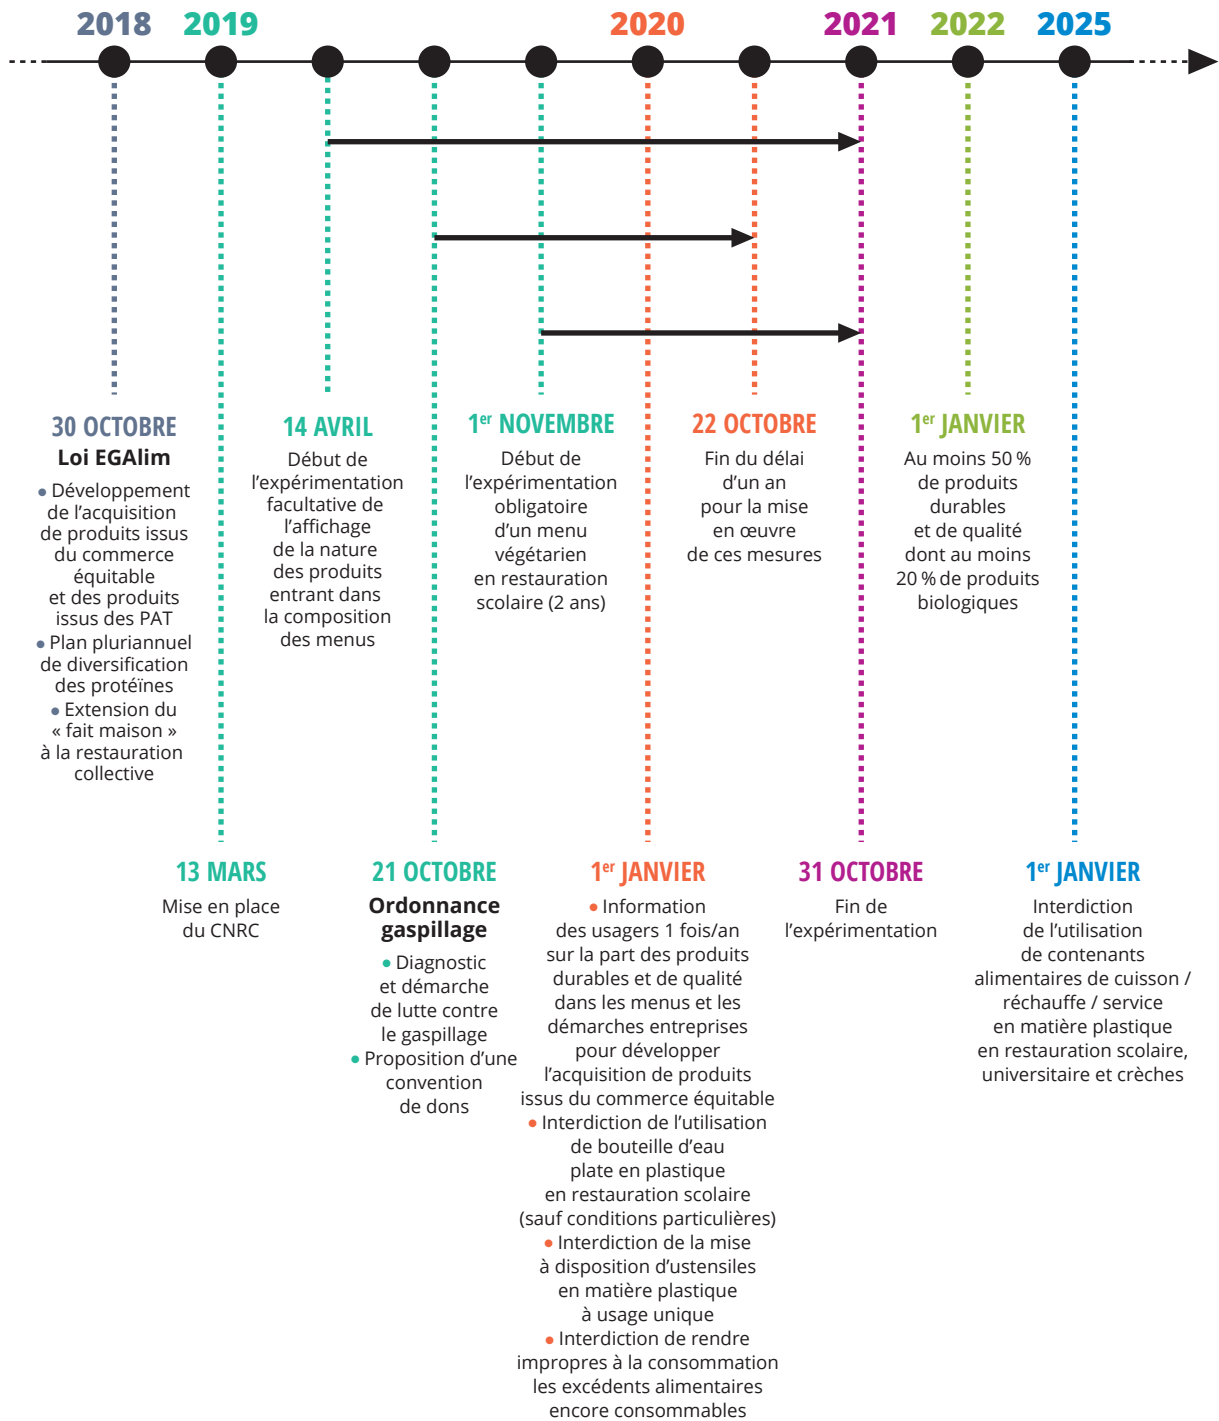 2018
2019
2020
2021
2022
2025
30 OCTOBRE
Loi EGAlim
• Développement
de l’acquisition
de produits issus
du commerce
équitable
et des produits
issus des PAT
• Plan pluriannuel
de diversification
des protéïnes
• Extension du
« fait maison »
à la restauration
collective
14 AVRIL
Début de
l’expérimentation
facultative de
l’affichage
de la nature
des produits
entrant dans
la composition
des menus
1er NOVEMBRE
Début de
l’expérimentation
obligatoire
d’un menu
végétarien
en restauration
scolaire (2 ans)
22 OCTOBRE
Fin du délai
d’un an
pour la mise
en œuvre
de ces mesures
1er JANVIER
Au moins 50 %
de produits
durables
et de qualité
dont au moins
20 % de produits
biologiques
13 MARS
Mise en place
du CNRC
21 OCTOBRE
Ordonnance
gaspillage
• Diagnostic
et démarche
de lutte contre
le gaspillage
• Proposition d’une
convention
de dons
1er JANVIER
• Information
des usagers 1 fois/an
sur la part des produits
durables et de qualité
dans les menus et les
démarches entreprises
pour développer
l’acquisition de produits
issus du commerce équitable
• Interdiction de l’utilisation
de bouteille d’eau
plate en plastique
en restauration scolaire
(sauf conditions particulières)
• Interdiction de la mise
à disposition d’ustensiles
en matière plastique
à usage unique
• Interdiction de rendre
impropres à la consommation
les excédents alimentaires
encore consommables
31 OCTOBRE
Fin de
l’expérimentation
1er JANVIER
Interdiction
de l’utilisation
de contenants
alimentaires de cuisson /
réchauffe / service
en matière plastique
en restauration scolaire,
universitaire et crèches